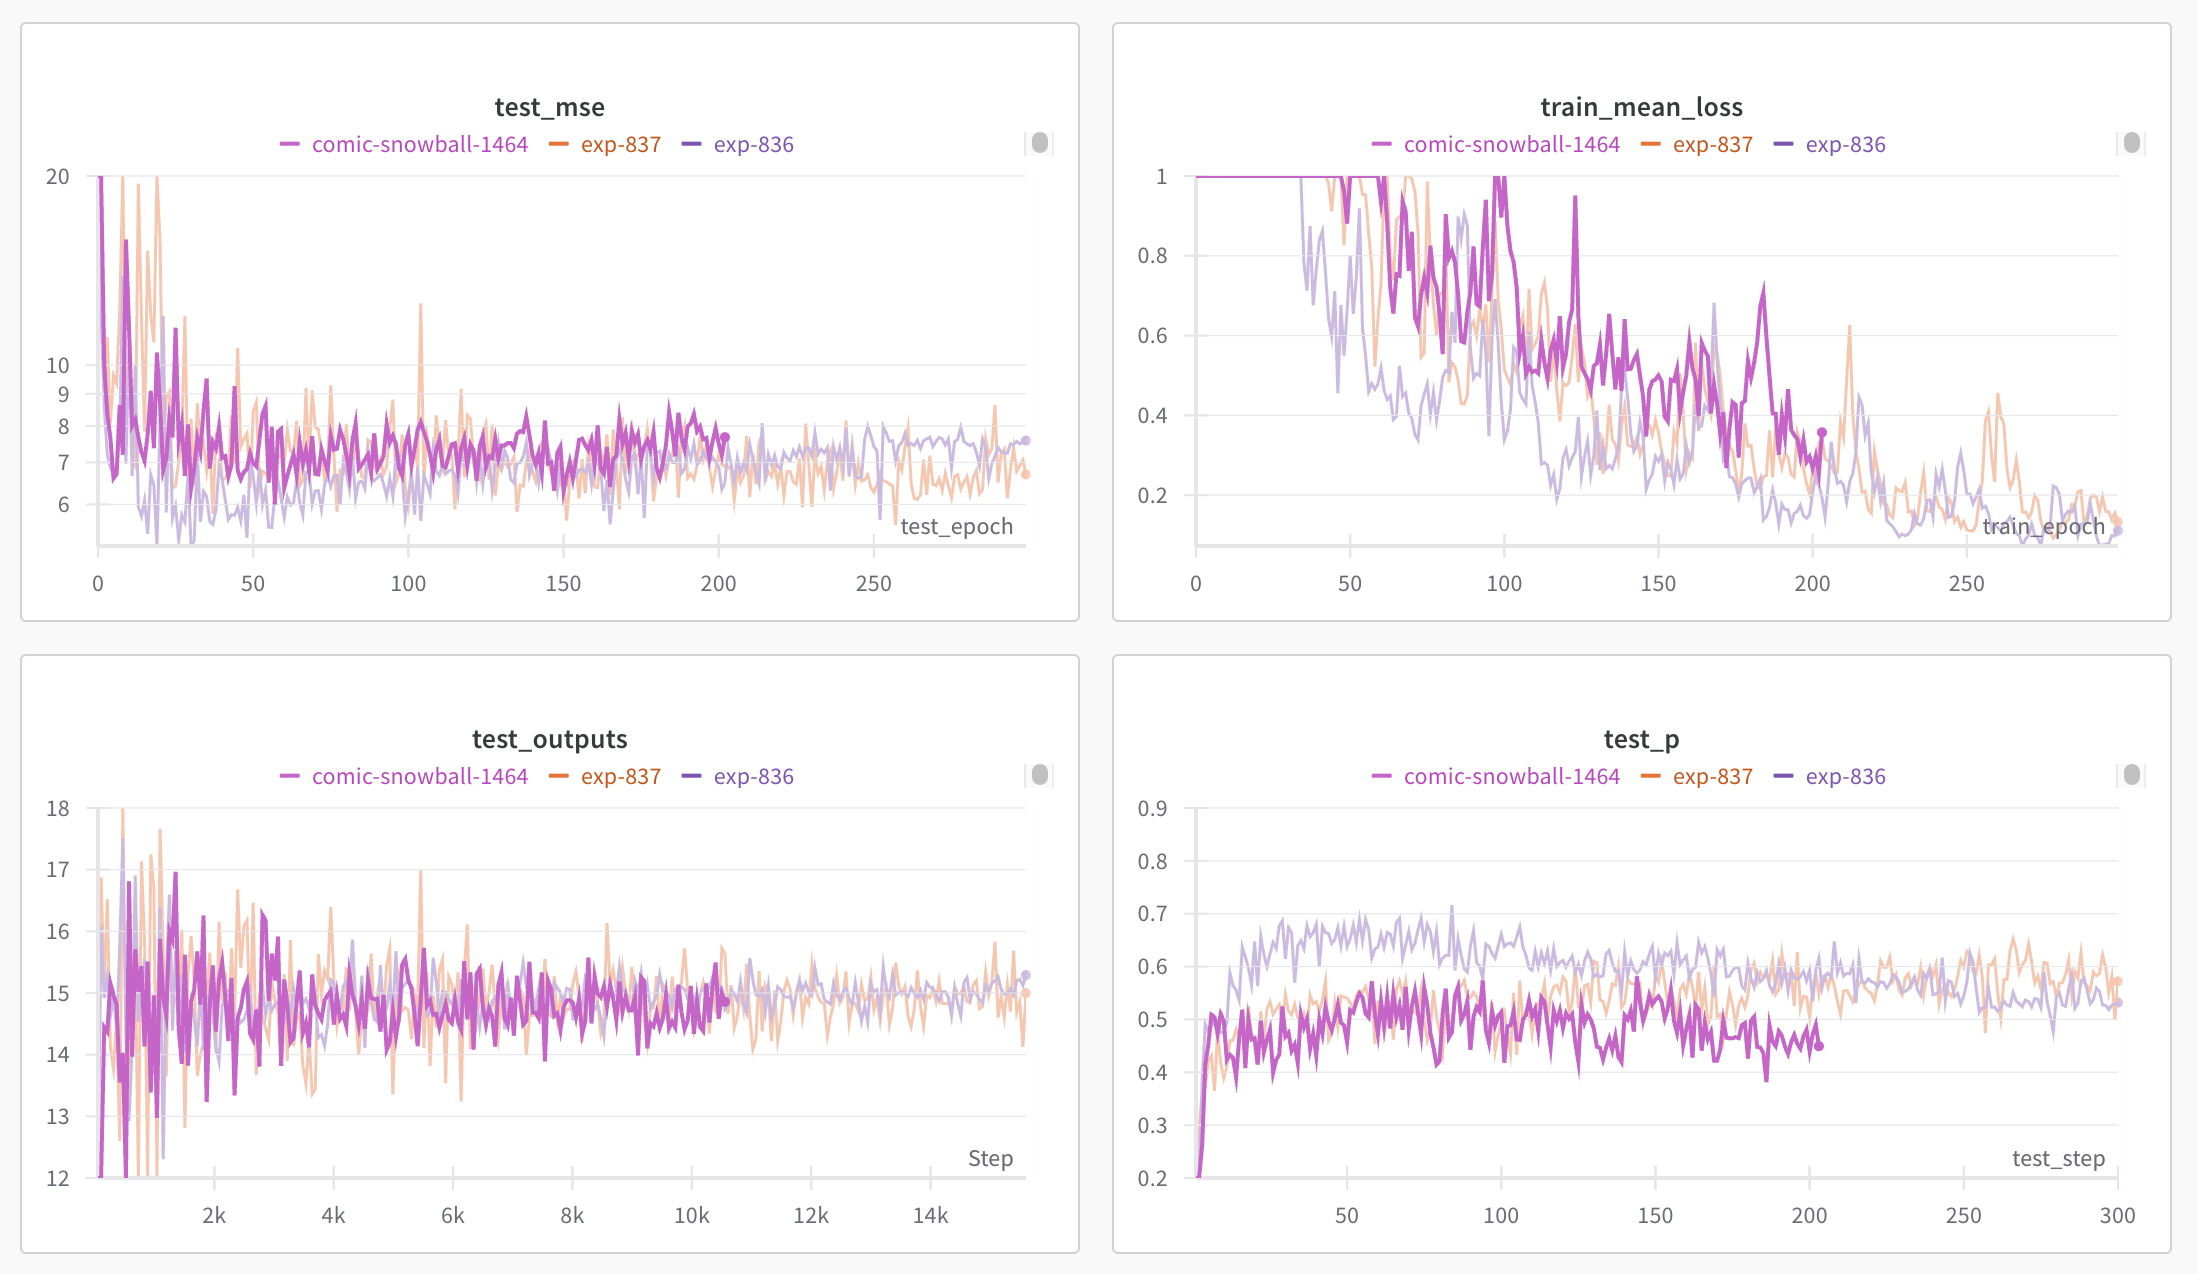 test_mse
comic-snowball-1464 exp-837 exp-836
20
10
9
8
7
6
test_epoch
0 50 100 150 200 250
train_mean_loss
comic-snowball-1464 exp-837 exp-836
1
0.8
0.6
0.4
0.2
train_epoch
0 50 100 150 200 250
test_outputs
comic-snowball-1464 exp-837 exp-836
18
17
16
15
14
13
12
Step
2k 4k 6k 8k 10k 12k 14k
test_p
comic-snowball-1464 exp-837 exp-836
0.9
0.8
0.7
0.6
0.5
0.4
0.3
0.2
test_step
50 100 150 200 250 300